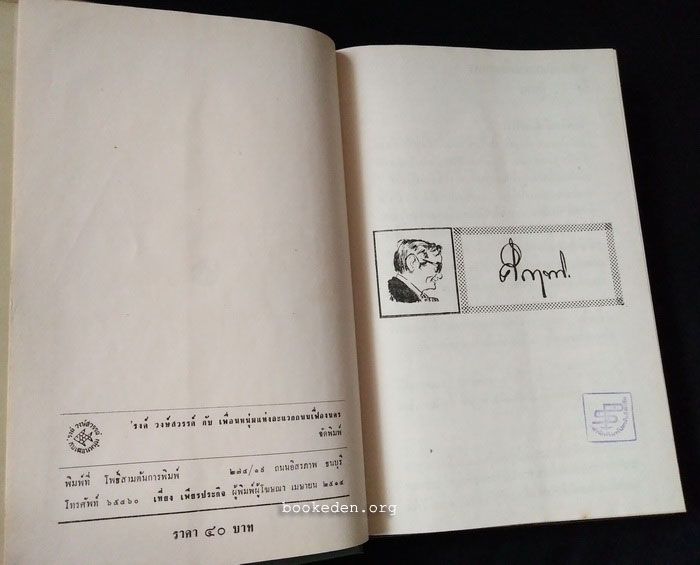 'รงค์ วงษ์สวรรค์ กับ เพื่อนหนุ่มแห่งละแวกถนนเฟื่องนคร
จัดพิมพ์
พิมพ์ที่ โพธิ์สามต้นการพิมพ์ ๒๗๔/๑๘ ถนนอิสรภาพ ธนบุรี
โทรศัพท์ ๖๕๔๖๐ เที่ยง เพียรประกิจ ผู้พิมพ์ผู้โฆษณา เมษายน ๒๕๑๔
ราคา ๔๐ บาท
bookeden.org